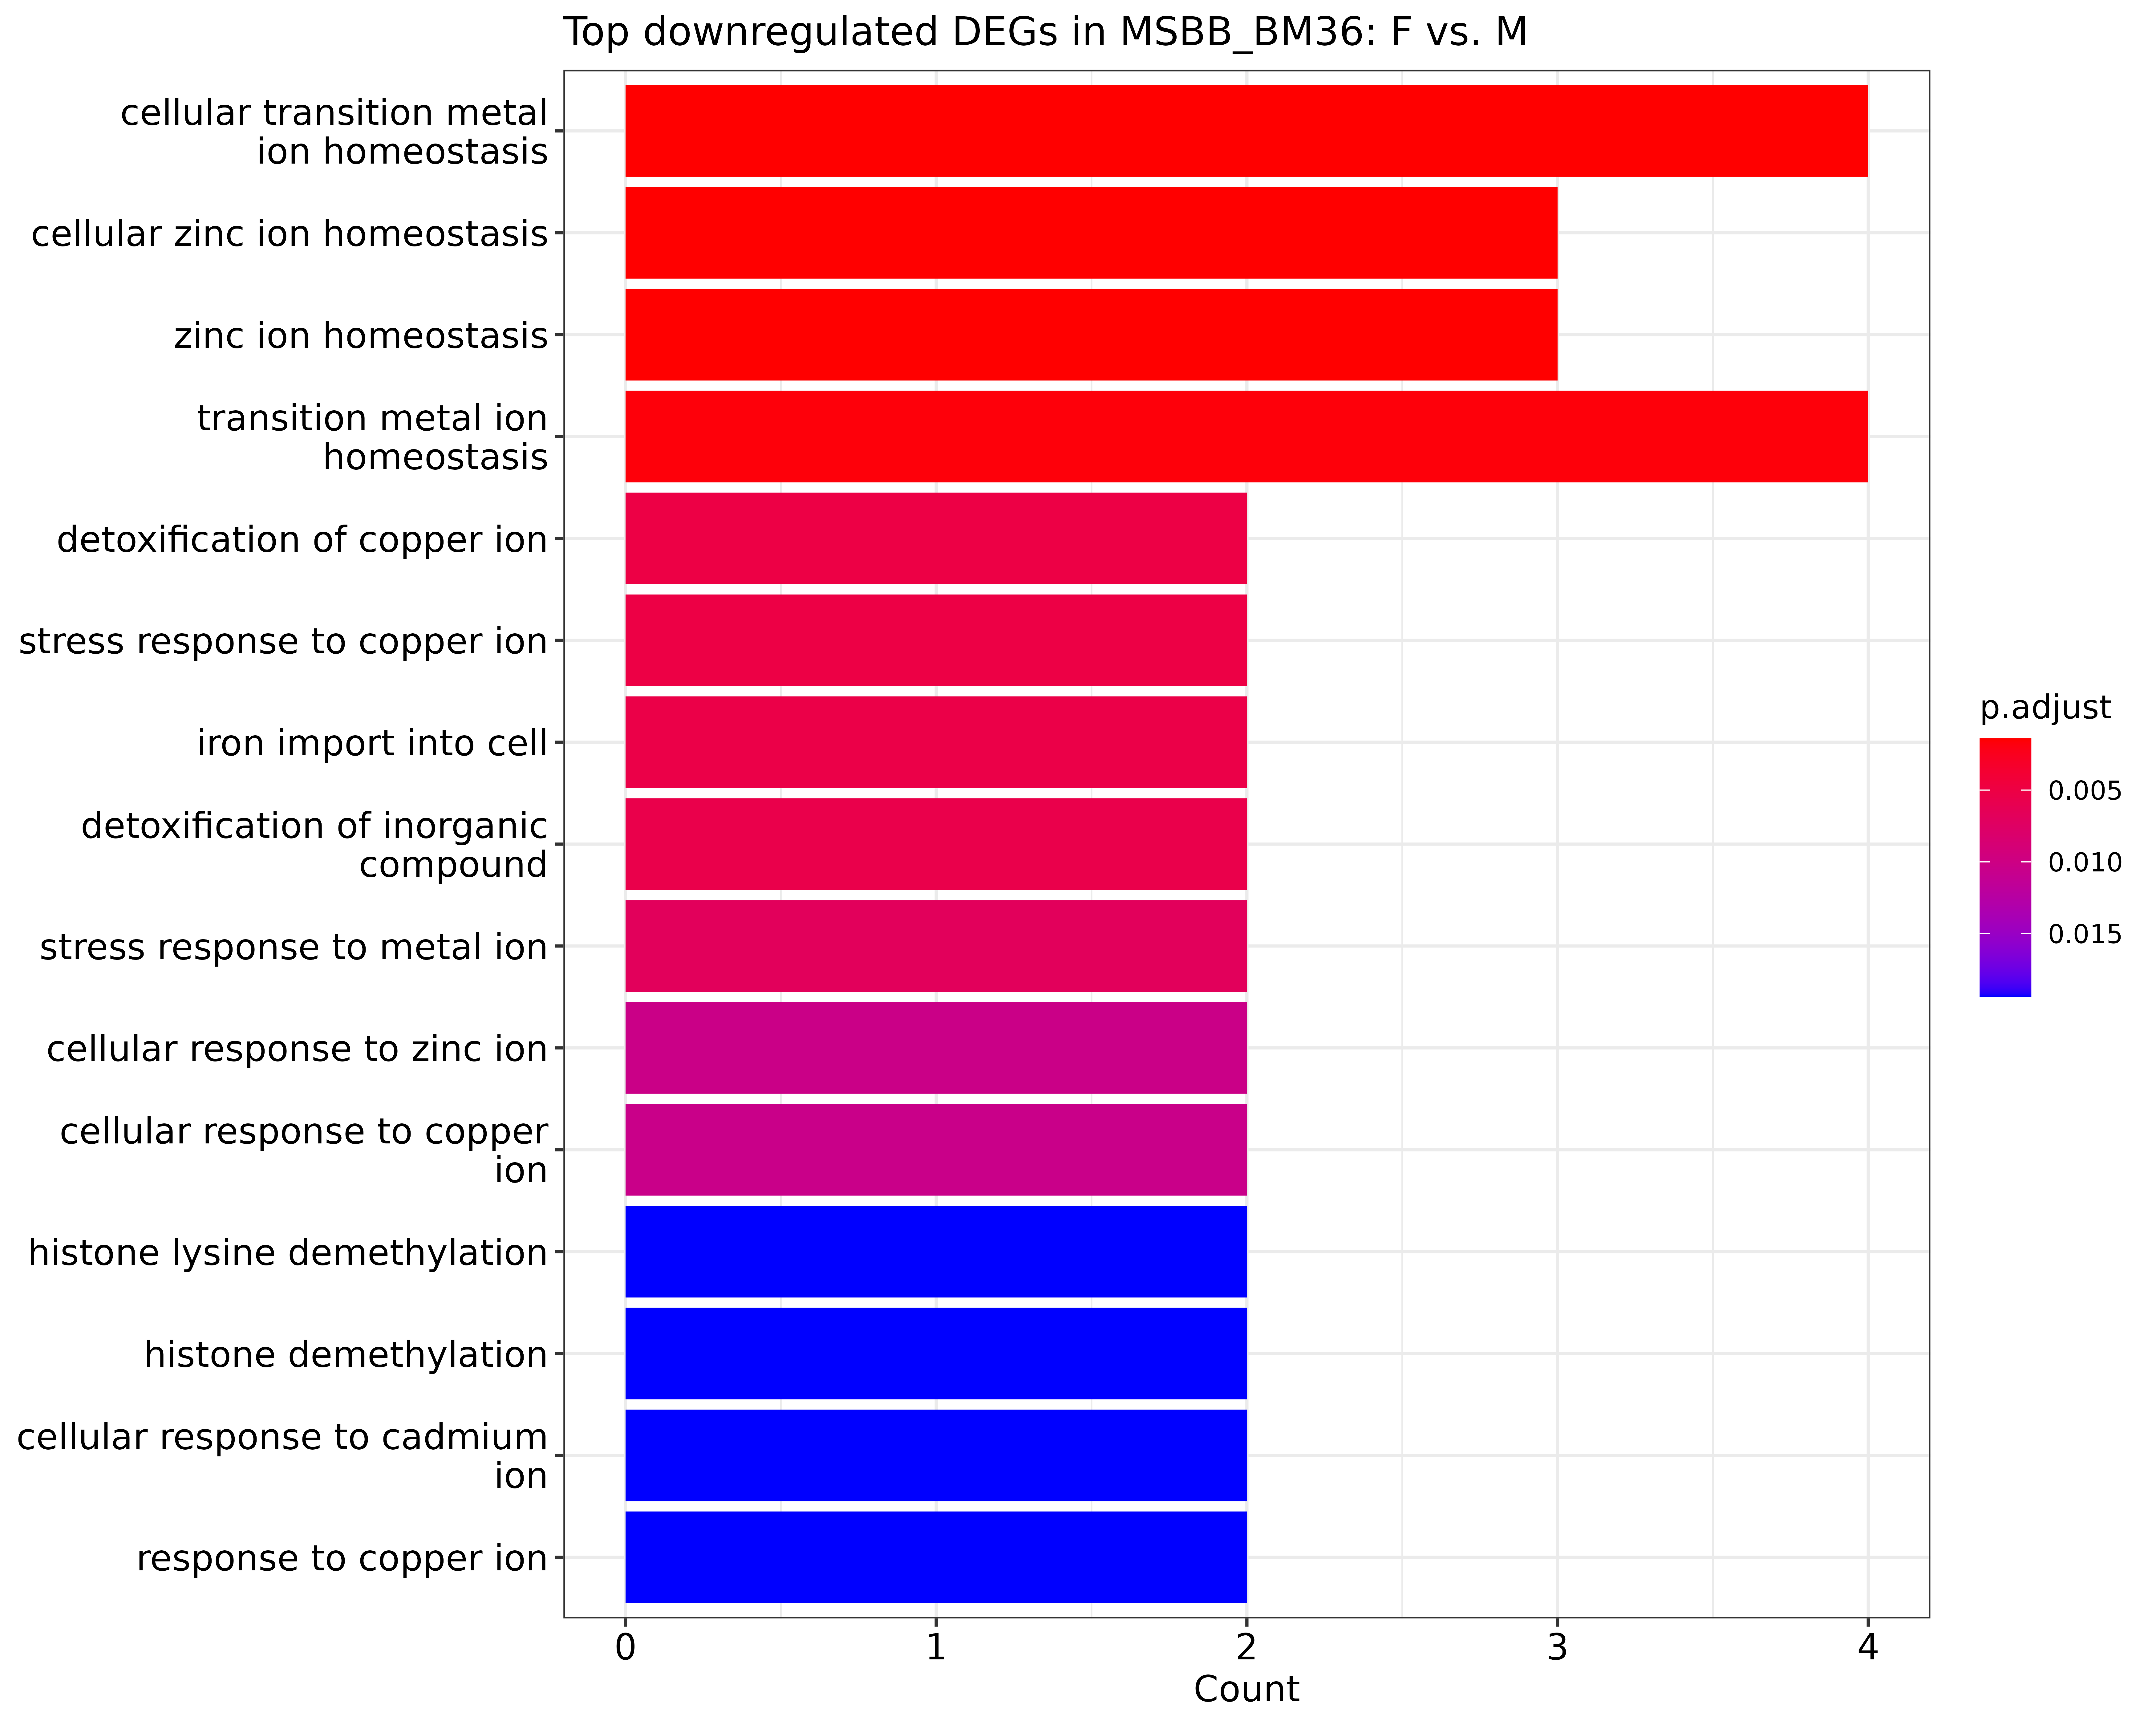 Top downregulated DEGs in MSBB_BM36: F vs. M
cellular transition metal
ion homeostasis
cellular zinc ion homeostasis
zinc ion homeostasis
transition metal ion
homeostasis
detoxification of copper ion
stress response to copper ion
iron import into cell
detoxification of inorganic
compound
stress response to metal ion
cellular response to zinc ion
cellular response to copper
ion
histone lysine demethylation
histone demethylation
cellular response to cadmium
ion
response to copper ion
0 1 2 3 4
Count
p.adjust
0.005
0.010
0.015